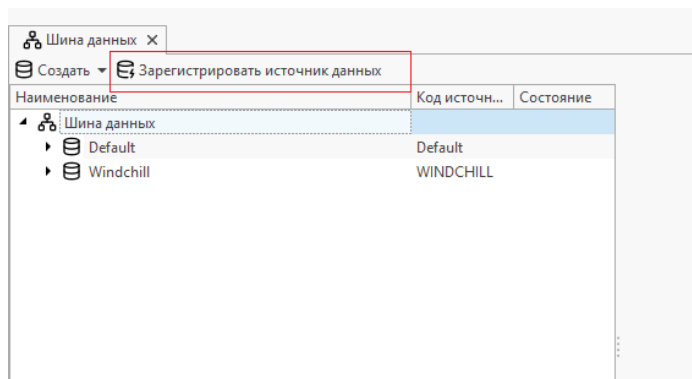 Шина данных
Создать Зарегистрировать источник данных
Наименование Код источн... Состояние
Шина данных
Default Default
Windchill WINDCHILL